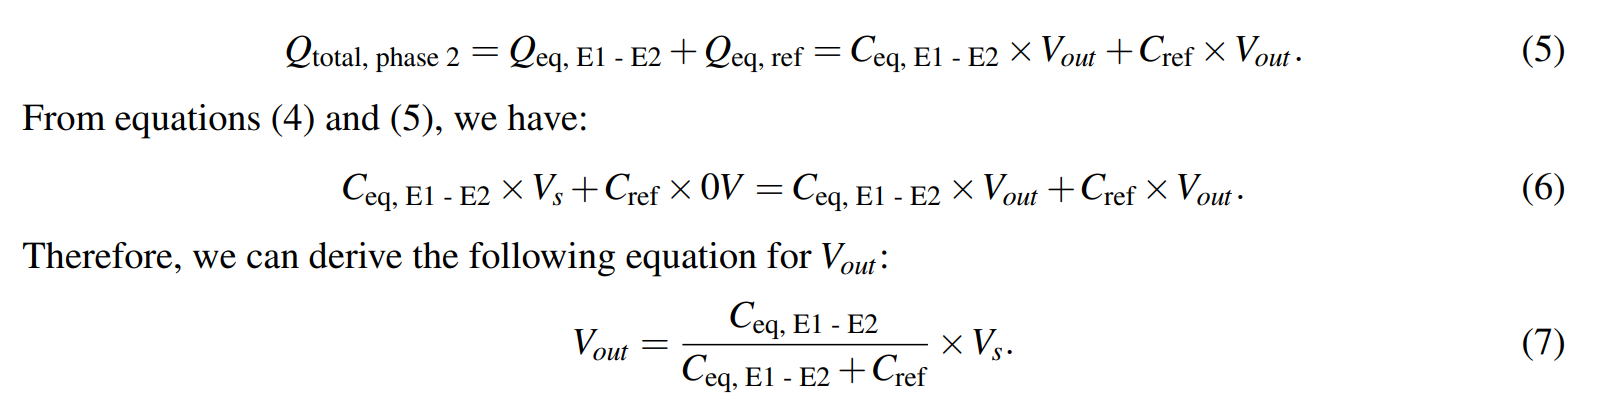 Q_{total, phase 2} = Q_{eq, E1 - E2} + Q_{eq, ref} = C_{eq, E1 - E2} × V_{out} + C_{ref} × V_{out}. (5)
From equations (4) and (5), we have:
C_{eq, E1 - E2} × V_s + C_{ref} × 0V = C_{eq, E1 - E2} × V_{out} + C_{ref} × V_{out}. (6)
Therefore, we can derive the following equation for V_{out}:
V_{out} = \frac{C_{eq, E1 - E2}}{C_{eq, E1 - E2} + C_{ref}} × V_s. (7)